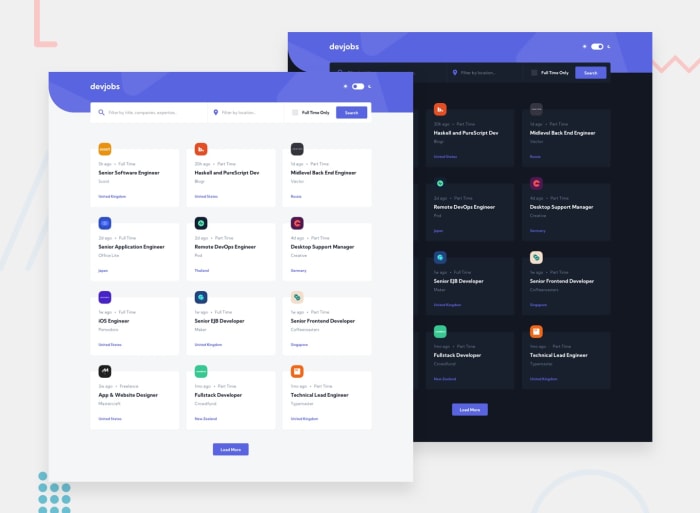 devjobs
Filter by title, companies, expertise...
Filter by location...
Full Time Only
Search
5h ago • Full Time
Senior Software Engineer
Scoot
United Kingdom
20h ago • Part Time
Haskell and PureScript Dev
Blogr
United States
1d ago • Part Time
Midlevel Back End Engineer
Vector
Russia
2d ago • Full Time
Senior Application Engineer
Office Lite
Japan
2d ago • Part Time
Remote DevOps Engineer
Pod
Thailand
4d ago • Part Time
Desktop Support Manager
Creative
Germany
1w ago • Full Time
iOS Engineer
Pomodoro
United States
1w ago • Full Time
Senior EJB Developer
Maker
United Kingdom
1w ago • Part Time
Senior Frontend Developer
Coffeeroasters
Singapore
2w ago • Freelance
App & Website Designer
Mastercraft
United States
1mo ago • Part Time
Fullstack Developer
Crowdfund
New Zealand
1mo ago • Part Time
Technical Lead Engineer
Typemaster
United Kingdom
Load More
devjobs
Filter by location...
Full Time Only
Search
20h ago • Part Time
Haskell and PureScript Dev
Blogr
United States
1d ago • Part Time
Midlevel Back End Engineer
Vector
Russia
2d ago • Part Time
Remote DevOps Engineer
Pod
Japan
4d ago • Part Time
Desktop Support Manager
Creative
Germany
1w ago • Full Time
Senior EJB Developer
Maker
United Kingdom
1w ago • Part Time
Senior Frontend Developer
Coffeeroasters
Singapore
1mo ago • Part Time
Fullstack Developer
Crowdfund
New Zealand
1mo ago • Part Time
Technical Lead Engineer
Typemaster
United Kingdom
Load More